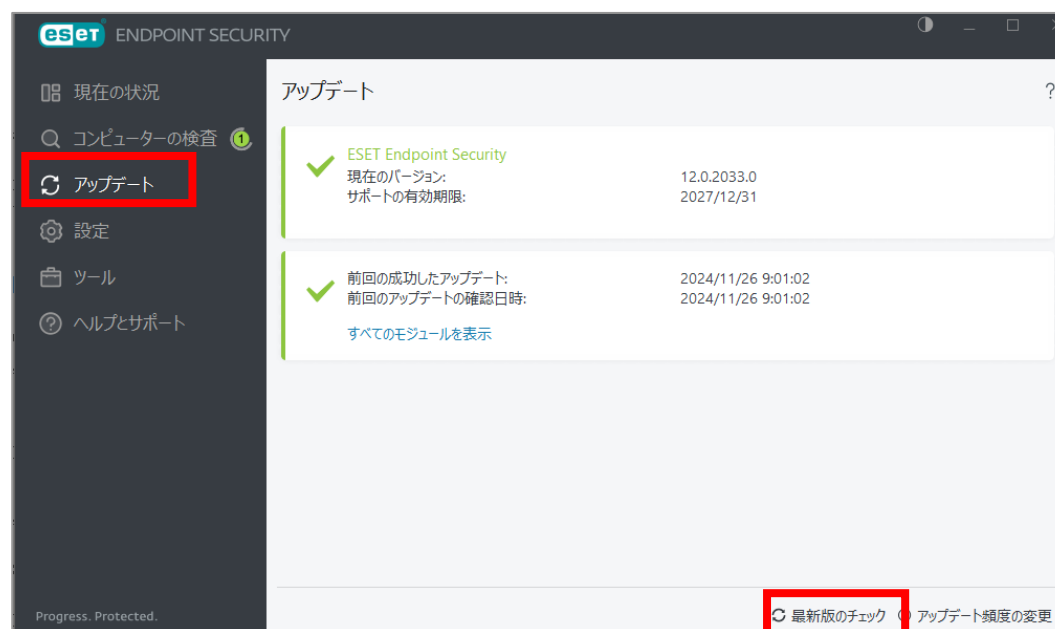 eset ENDPOINT SECURITY
現在の状況
コンピューターの検査 1
アップデート
設定
ツール
ヘルプとサポート
Progress. Protected.
アップデート
?
ESET Endpoint Security
現在のバージョン: 12.0.2033.0
サポートの有効期限: 2027/12/31
前回の成功したアップデート: 2024/11/26 9:01:02
前回のアップデートの確認日時: 2024/11/26 9:01:02
すべてのモジュールを表示
最新版のチェック アップデート頻度の変更